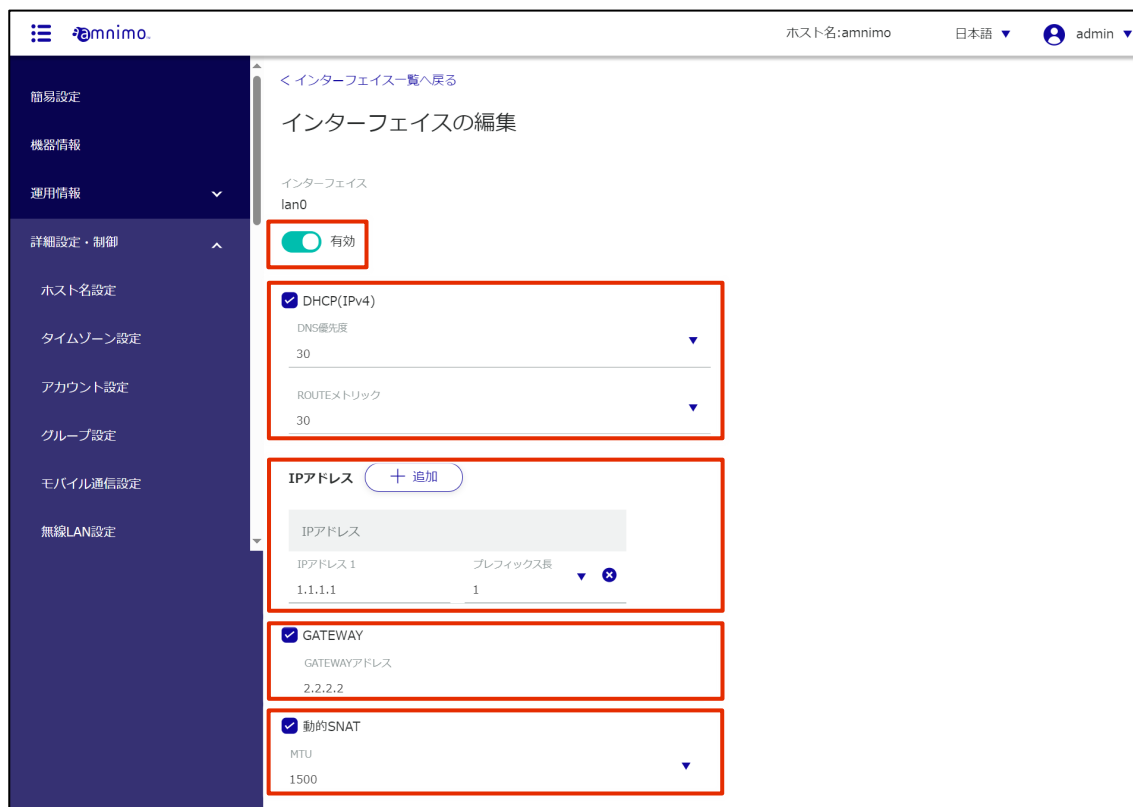 amnimo
ホスト名:amnimo
日本語
admin
簡易設定
機器情報
運用情報
詳細設定・制御
ホスト名設定
タイムゾーン設定
アカウント設定
グループ設定
モバイル通信設定
無線LAN設定
< インターフェイス一覧へ戻る
インターフェイスの編集
インターフェイス
lan0
有効
DHCP(IPv4)
DNS優先度
30
ROUTEメトリック
30
IPアドレス + 追加
IPアドレス
IPアドレス 1 プレフィックス長
1.1.1.1 1
GATEWAY
GATEWAYアドレス
2.2.2.2
動的SNAT
MTU
1500